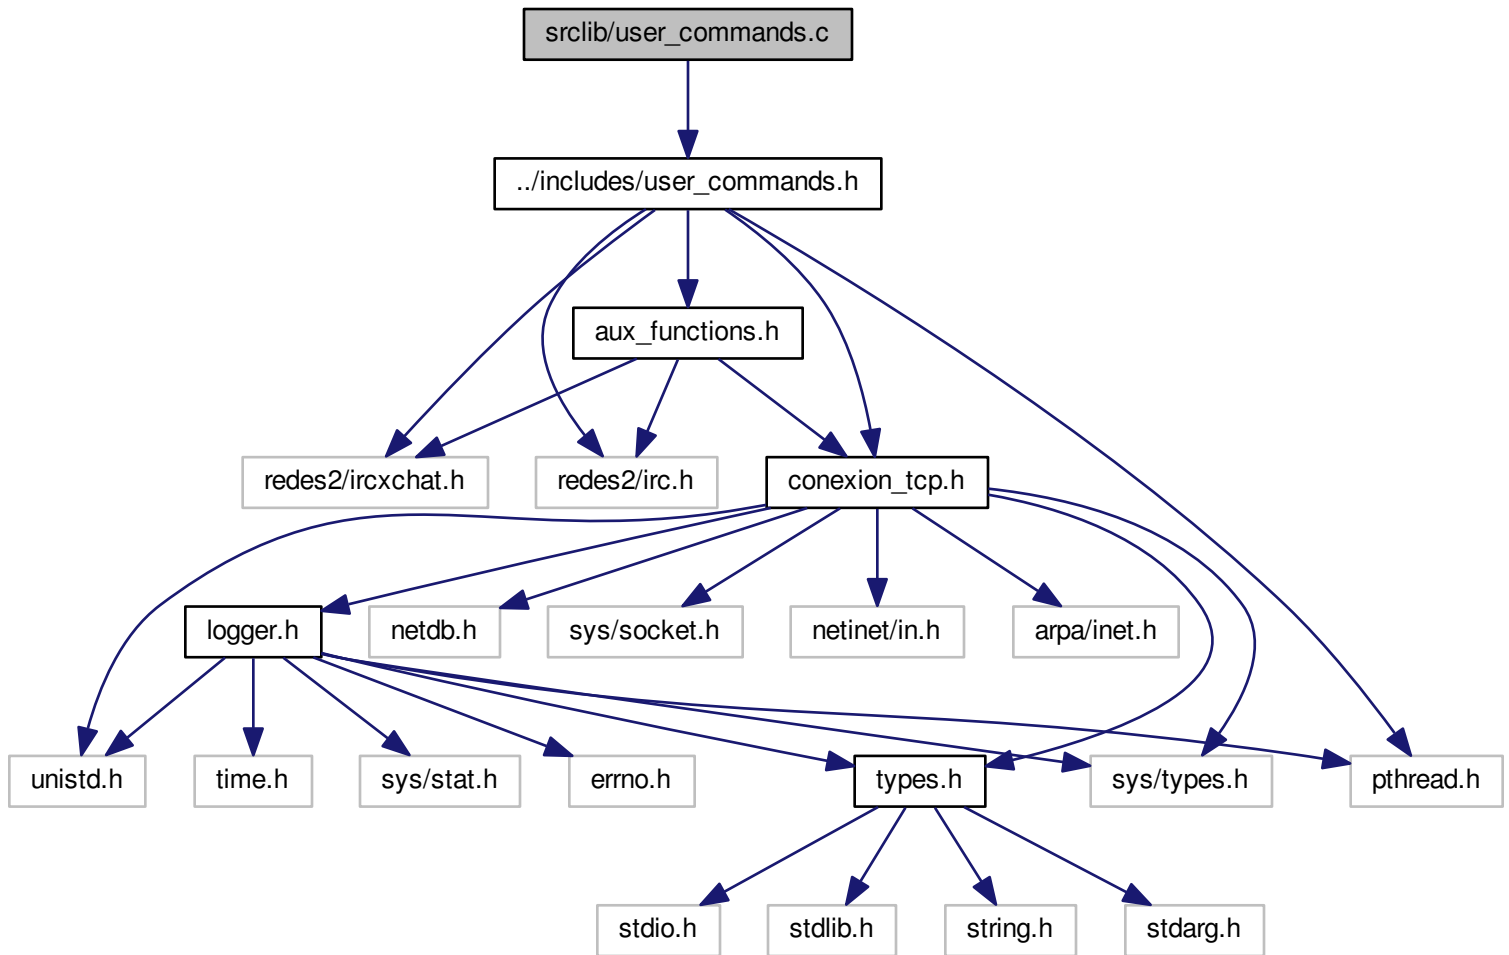 srclib/user_commands.c
../includes/user_commands.h
aux_functions.h
redes2/ircxchat.h
redes2/irc.h
conexion_tcp.h
logger.h
netdb.h
sys/socket.h
netinet/in.h
arpa/inet.h
unistd.h
time.h
sys/stat.h
errno.h
types.h
sys/types.h
pthread.h
stdio.h
stdlib.h
string.h
stdarg.h